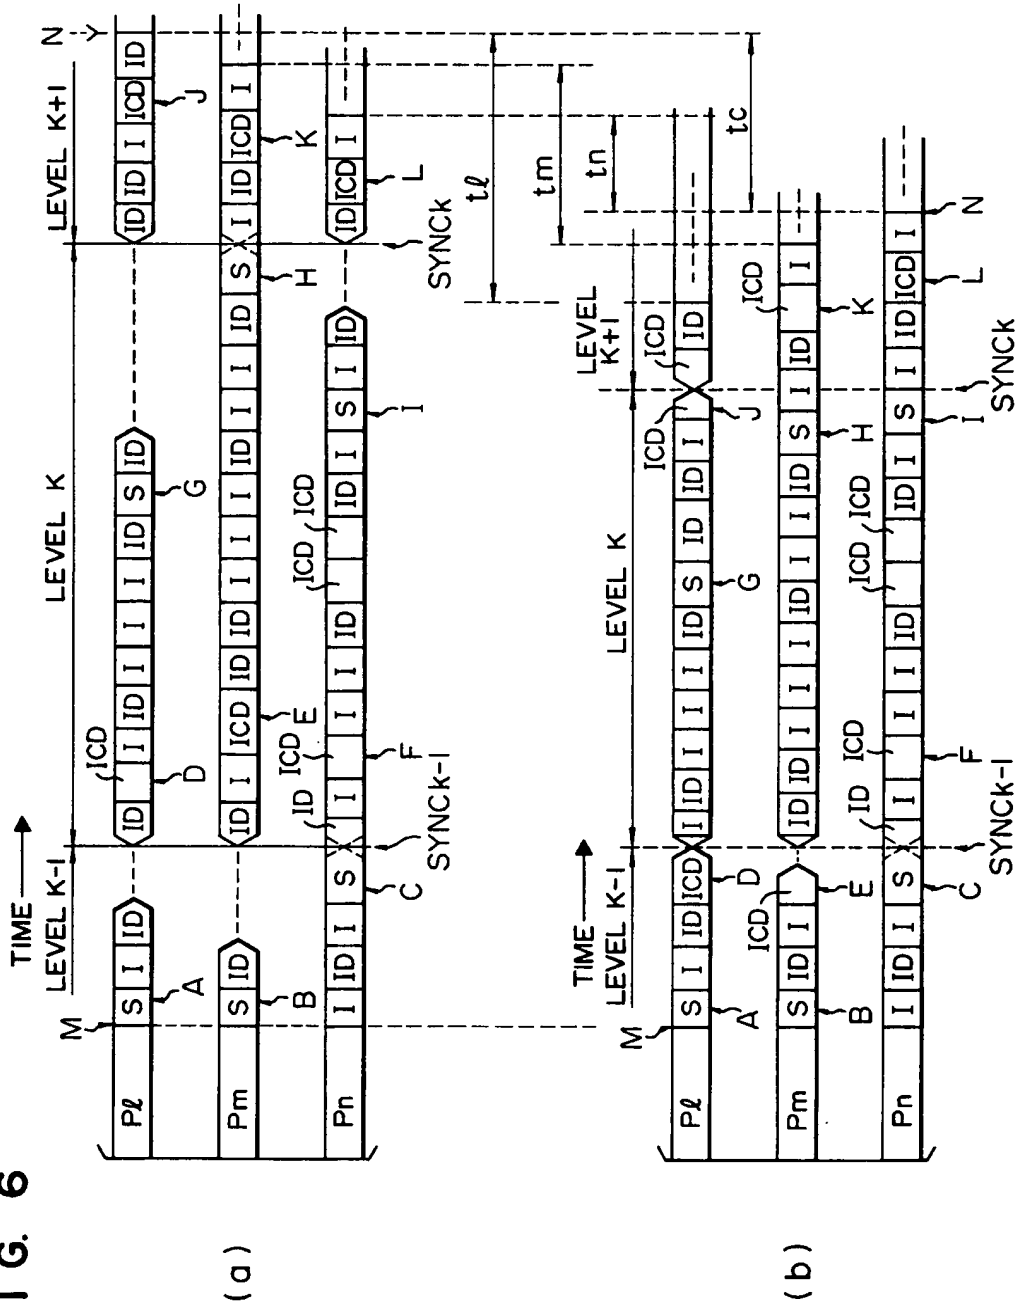 I G. 6
(a)
TIME
LEVEL K-1
LEVEL K
LEVEL K+1
N
Y
M
ICD
Pℓ S I ID ID I ID I I I ID S ID ID ID I ICD ID
A D G J
Pm S ID ID I ICD ID ID I I I ID I I ID S I ID ICD I
B E H K
ID ICD ICD ICD
Pn I ID I S I I I ID ID I S I ID ID ICD I
C F I L
SYNCK-1
SYNCK
tℓ
tm
tn
tc
(b)
TIME
LEVEL K-1
LEVEL K
LEVEL K+1
M
ICD ICD
Pℓ S I ID ICD I ID I I I ID S ID ID I ID
A D G J
ICD ICD
Pm S ID I ID ID I I I ID I I ID S I ID I
B E H K
ID ICD ICD ICD
Pn I ID I S I I I ID ID I S I ID ICD I
C F I L N
SYNCK-1
SYNCK